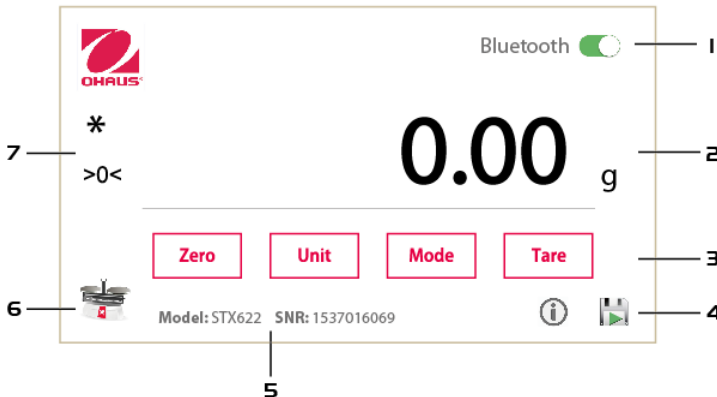 Bluetooth
1
OHAUS
*
0.00 g
2
7
>0<
Zero Unit Mode Tare
3
6
Model: STX622 SNR: 1537016069
i
4
5